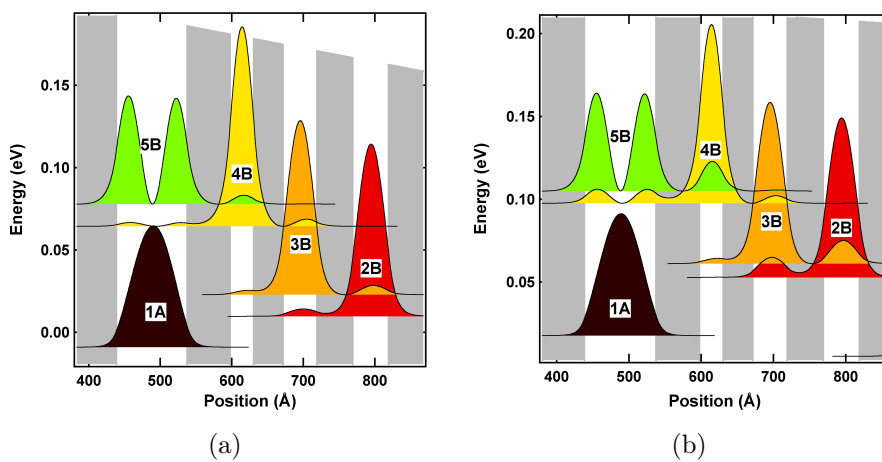 Energy (eV)
0.15
0.10
0.05
0.00
5B
4B
3B
2B
1A
400 500 600 700 800
Position (Å)
(a)
Energy (eV)
0.20
0.15
0.10
0.05
5B
4B
3B
2B
1A
400 500 600 700 800
Position (Å)
(b)